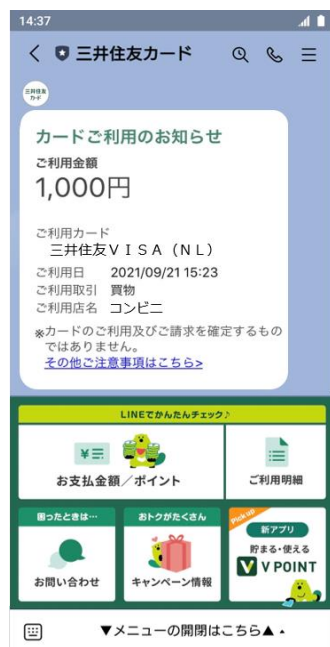 14:37
三井住友カード
三井住友
カード
カードご利用のお知らせ
ご利用金額
1,000円
ご利用カード
三井住友VISA(NL)
ご利用日 2021/09/21 15:23
ご利用取引 買物
ご利用店名 コンビニ
※カードのご利用及びご請求を確定するもの
ではありません。
その他ご注意事項はこちら>
LINEでかんたんチェック♪
お支払金額/ポイント
ご利用明細
困ったときは…
おトクがたくさん
Pick up
新アプリ
貯まる・使える
V POINT
お問い合わせ
キャンペーン情報
▼メニューの開閉はこちら▲